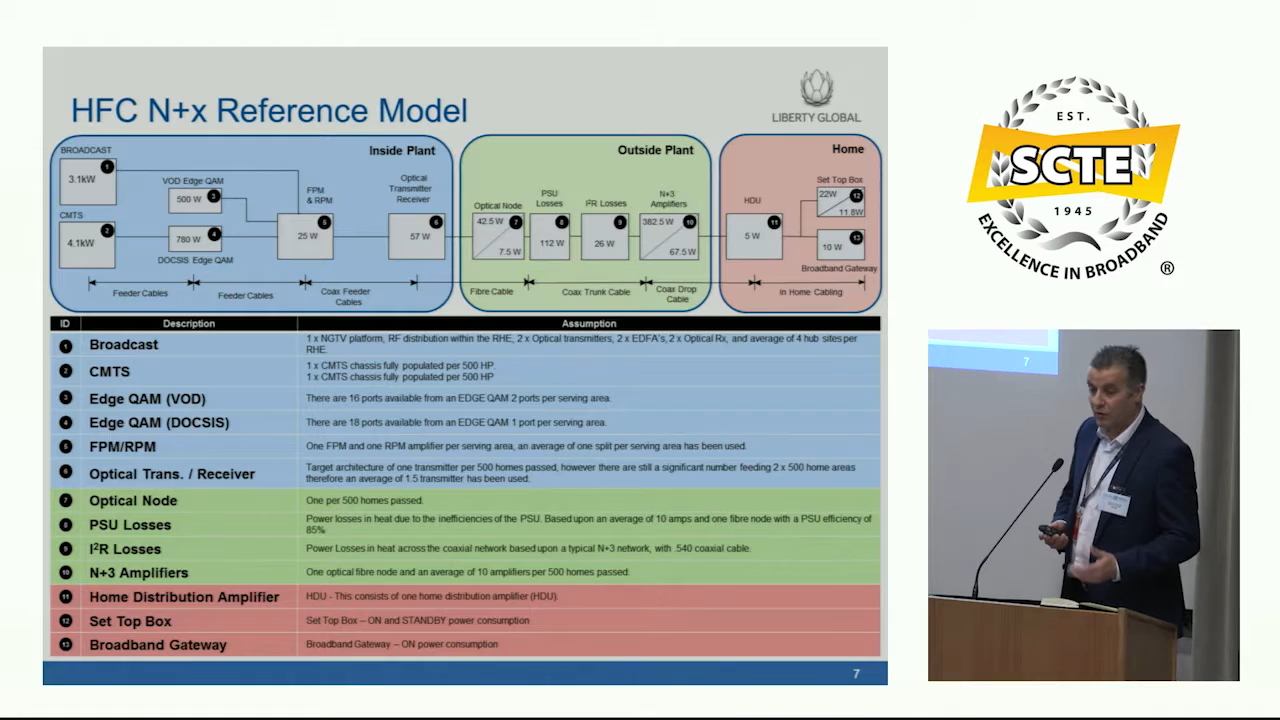 HFC N+x Reference Model
LIBERTY GLOBAL
Inside Plant
Outside Plant
Home
BROADCAST
3.1kW
1
CMTS
4.1kW
2
VOD Edge QAM
500 W
3
780 W
4
DOCSIS Edge QAM
FPM
& RPM
25 W
5
Optical
Transmitter
Receiver
57 W
6
Feeder Cables
Feeder Cables
Coax Feeder
Cables
Optical Node
42.5 W
7
7.5 W
PSU
Losses
112 W
8
I²R Losses
26 W
9
N+3
Amplifiers
382.5 W
10
67.5 W
Fibre Cable
Coax Trunk Cable
Coax Drop
Cable
HDU
5 W
11
Set Top Box
22W
12
11.8W
10 W
13
Broadband Gateway
In Home Cabling
ID Description Assumption
1 Broadcast 1 x NGTV platform, RF distribution within the RHE, 2 x Optical transmitters, 2 x EDFA's, 2 x Optical Rx, and average of 4 hub sites per
RHE.
2 CMTS 1 x CMTS chassis fully populated per 500 HP.
1 x CMTS chassis fully populated per 500 HP
3 Edge QAM (VOD) There are 16 ports available from an EDGE QAM 2 ports per serving area.
4 Edge QAM (DOCSIS) There are 18 ports available from an EDGE QAM 1 port per serving area.
5 FPM/RPM One FPM and one RPM amplifier per serving area, an average of one split per serving area has been used.
6 Optical Trans. / Receiver Target architecture of one transmitter per 500 homes passed, however there are still a significant number feeding 2 x 500 home areas
therefore an average of 1.5 transmitter has been used.
7 Optical Node One per 500 homes passed.
8 PSU Losses Power losses in heat due to the inefficiencies of the PSU. Based upon an average of 10 amps and one fibre node with a PSU efficiency of
85%
9 I²R Losses Power Losses in heat across the coaxial network based upon a typical N+3 network, with .540 coaxial cable.
10 N+3 Amplifiers One optical fibre node and an average of 10 amplifiers per 500 homes passed.
11 Home Distribution Amplifier HDU - This consists of one home distribution amplifier (HDU).
12 Set Top Box Set Top Box – ON and STANDBY power consumption
13 Broadband Gateway Broadband Gateway – ON power consumption
7
EST.
SCTE
1945
EXCELLENCE IN BROADBAND
®
7